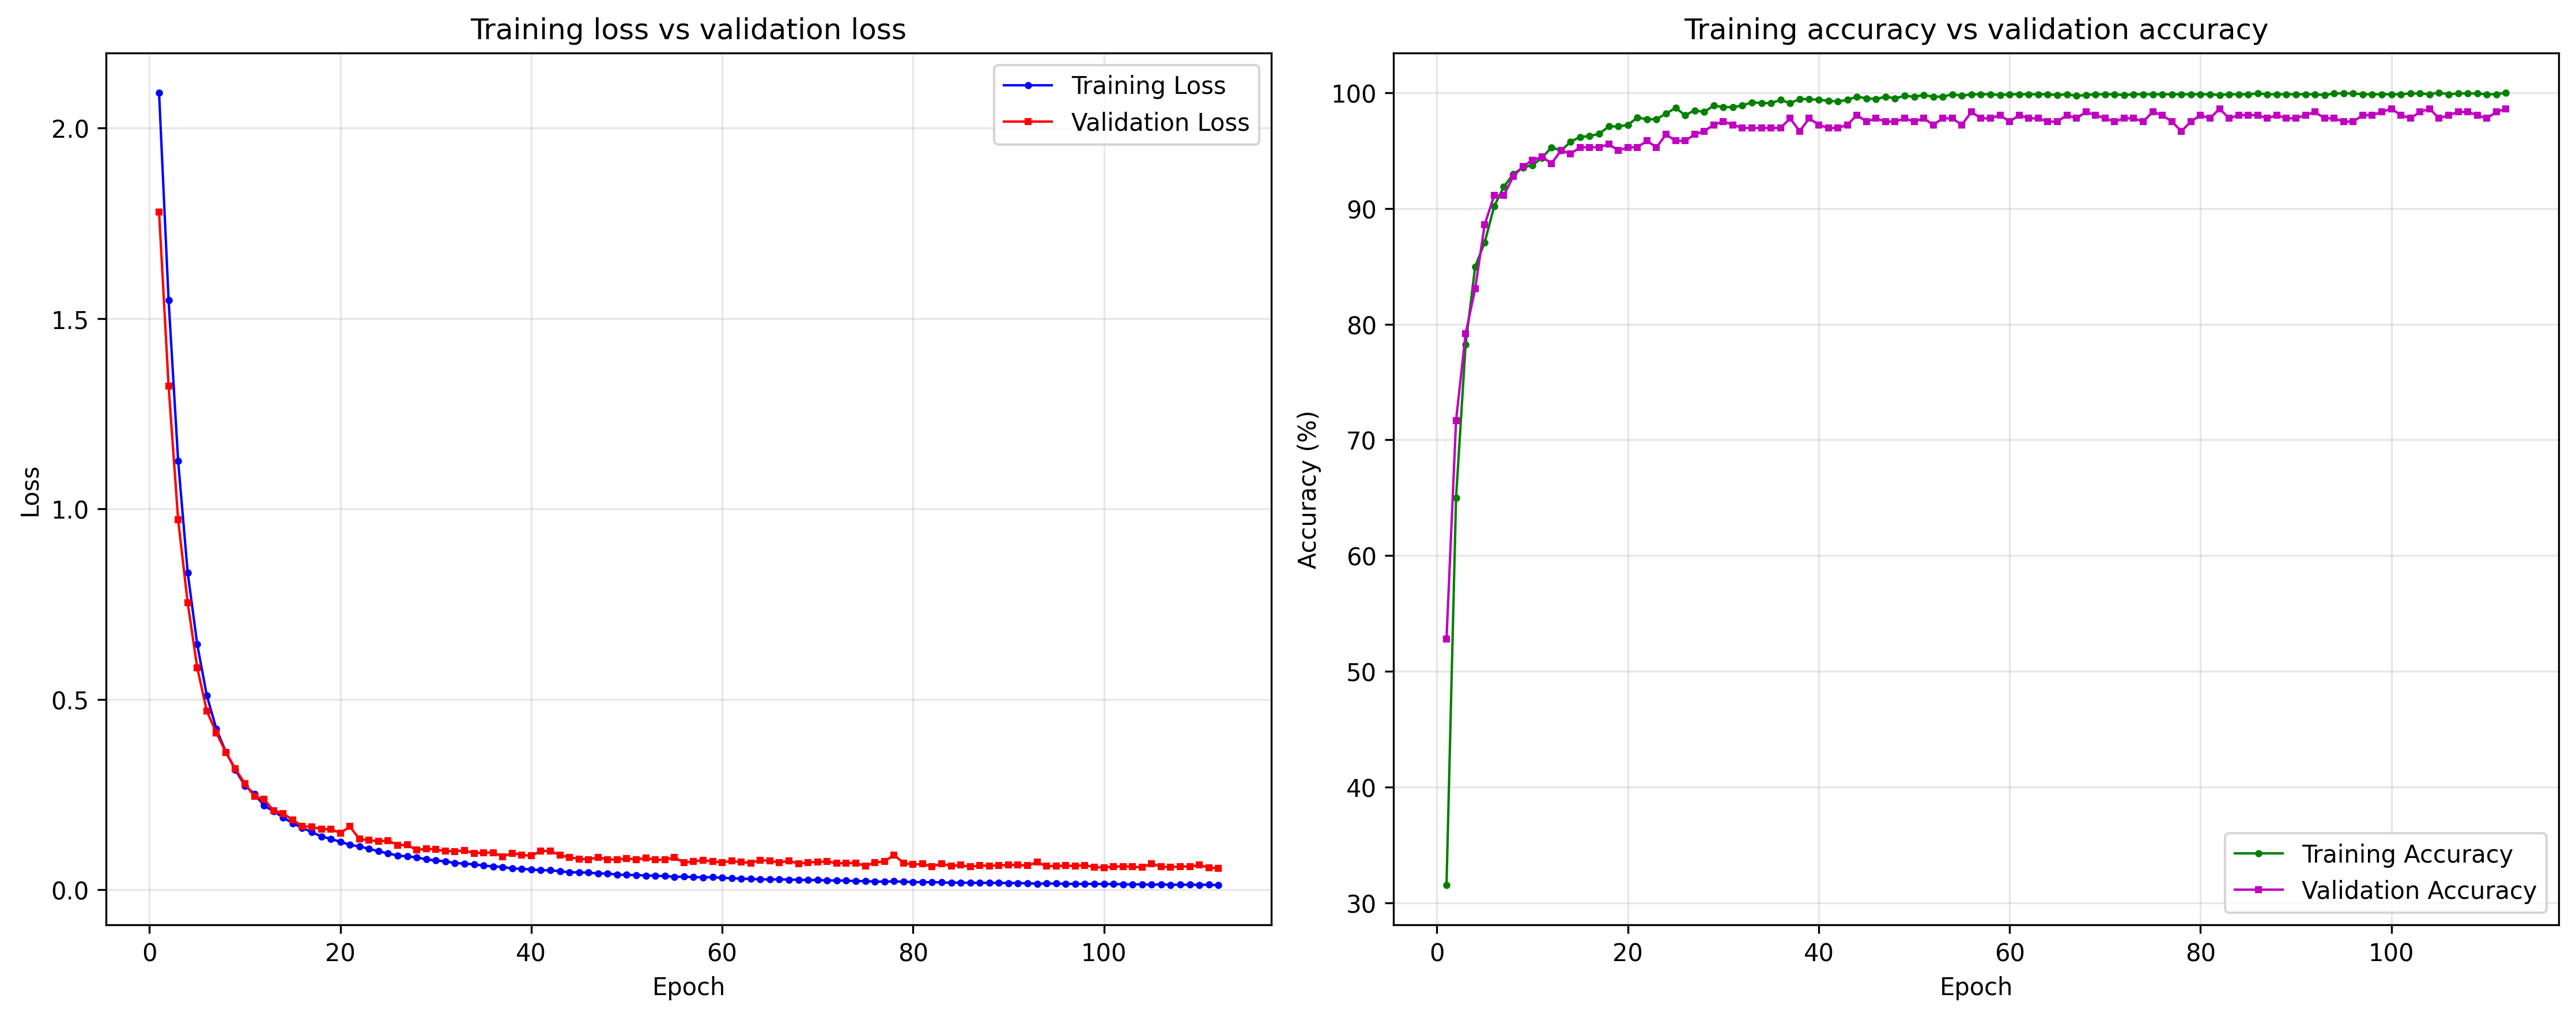 Training loss vs validation loss
Training Loss
Validation Loss
2.0
1.5
1.0
0.5
0.0
Loss
0 20 40 60 80 100
Epoch
Training accuracy vs validation accuracy
100
90
80
70
60
50
40
30
Accuracy (%)
Training Accuracy
Validation Accuracy
0 20 40 60 80 100
Epoch